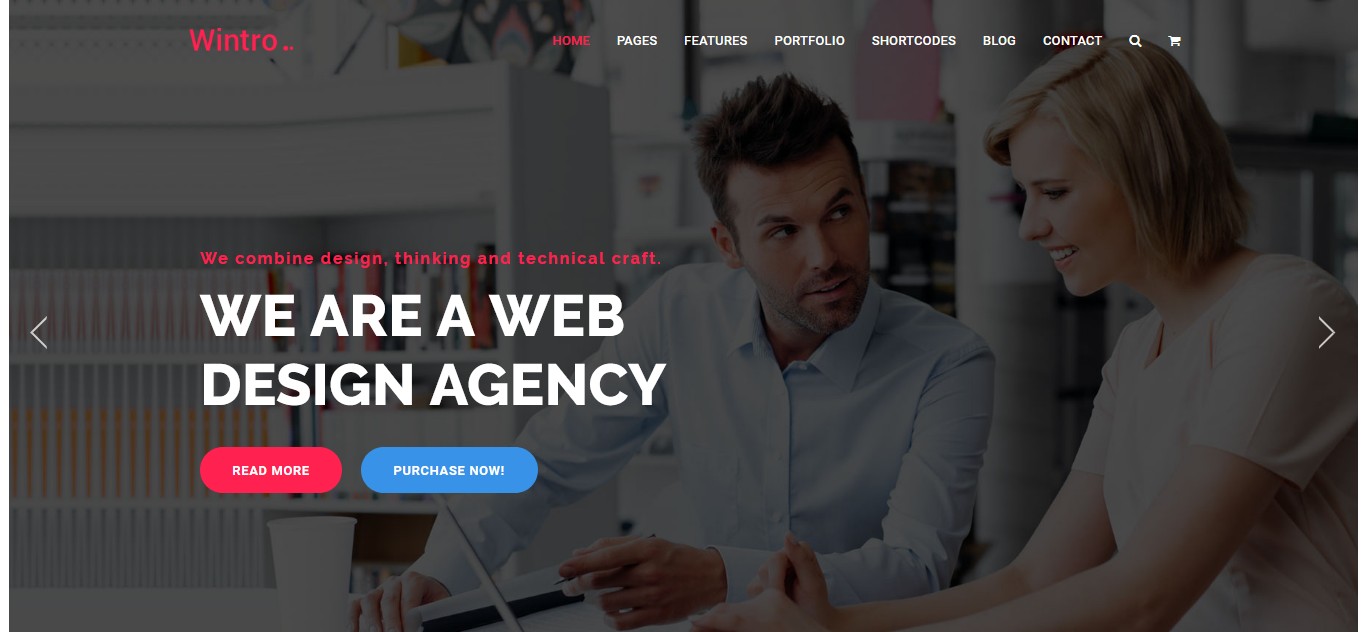 Wintro
HOME PAGES FEATURES PORTFOLIO SHORTCODES BLOG CONTACT
We combine design, thinking and technical craft.
WE ARE A WEB
DESIGN AGENCY
READ MORE PURCHASE NOW!